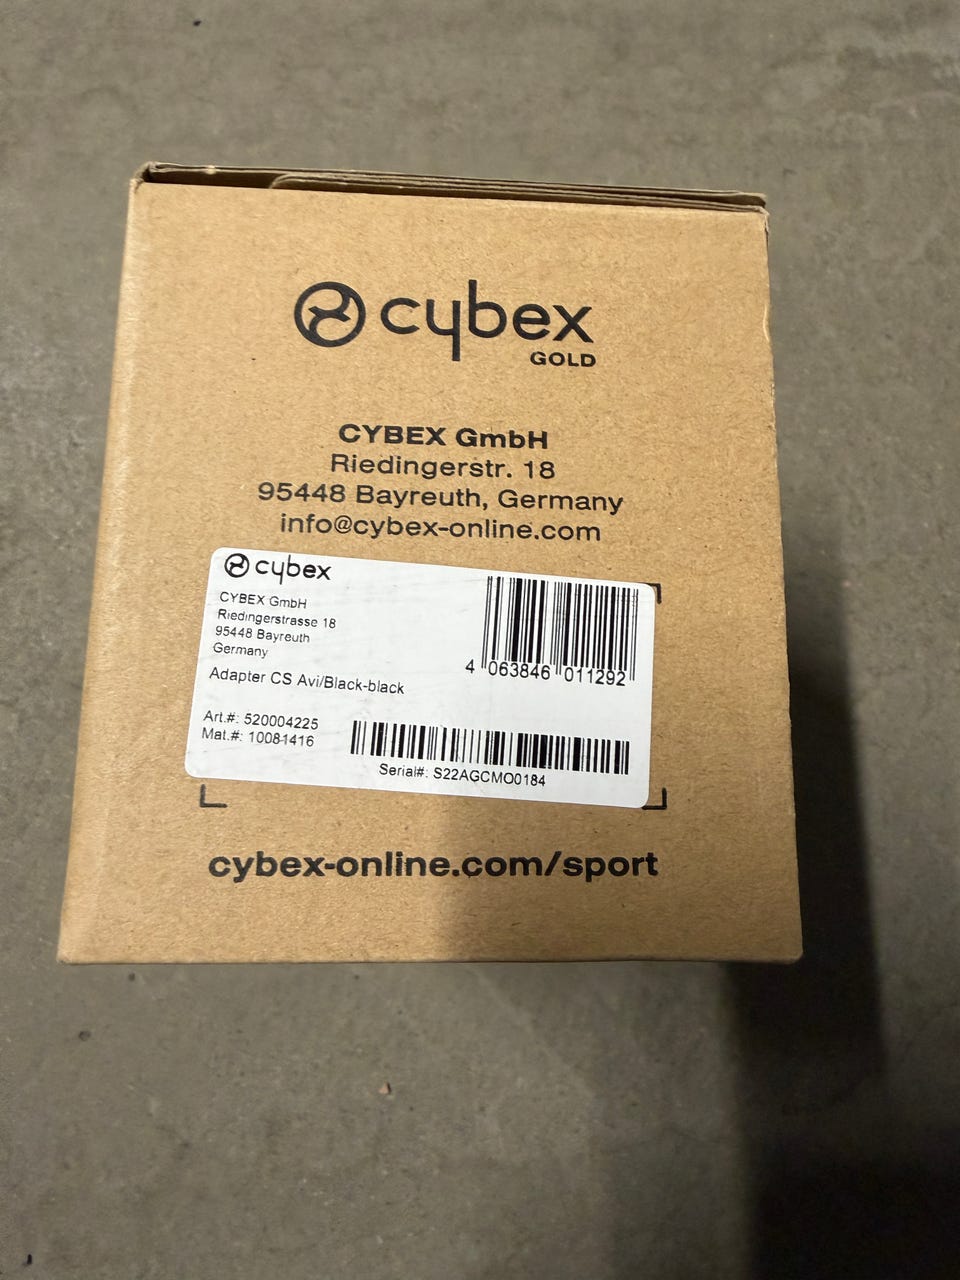 cybex
GOLD
CYBEX GmbH
Riedingerstr. 18
95448 Bayreuth, Germany
info@cybex-online.com
cybex
CYBEX GmbH
Riedingerstrasse 18
95448 Bayreuth
Germany
4 063846 011292
Adapter CS Avi/Black-black
Art.#: 520004225
Mat.#: 10081416
Serial#: S22AGCMO0184
cybex-online.com/sport